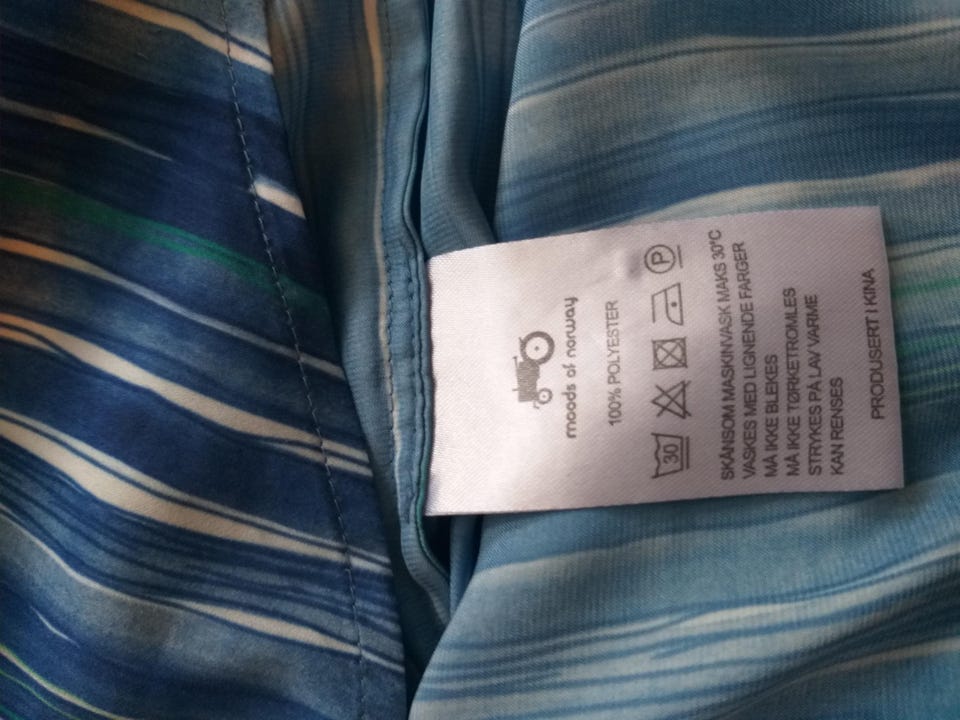 moods of norway
100% POLYESTER
30 P
SKÅNSOM MASKINVASK MAKS 30°C
VASKES MED LIGNENDE FARGER
MÅ IKKE BLEKES
MÅ IKKE TØRKETROMLES
STRYKES PÅ LAV VARME
KAN RENSES
PRODUSERT I KINA